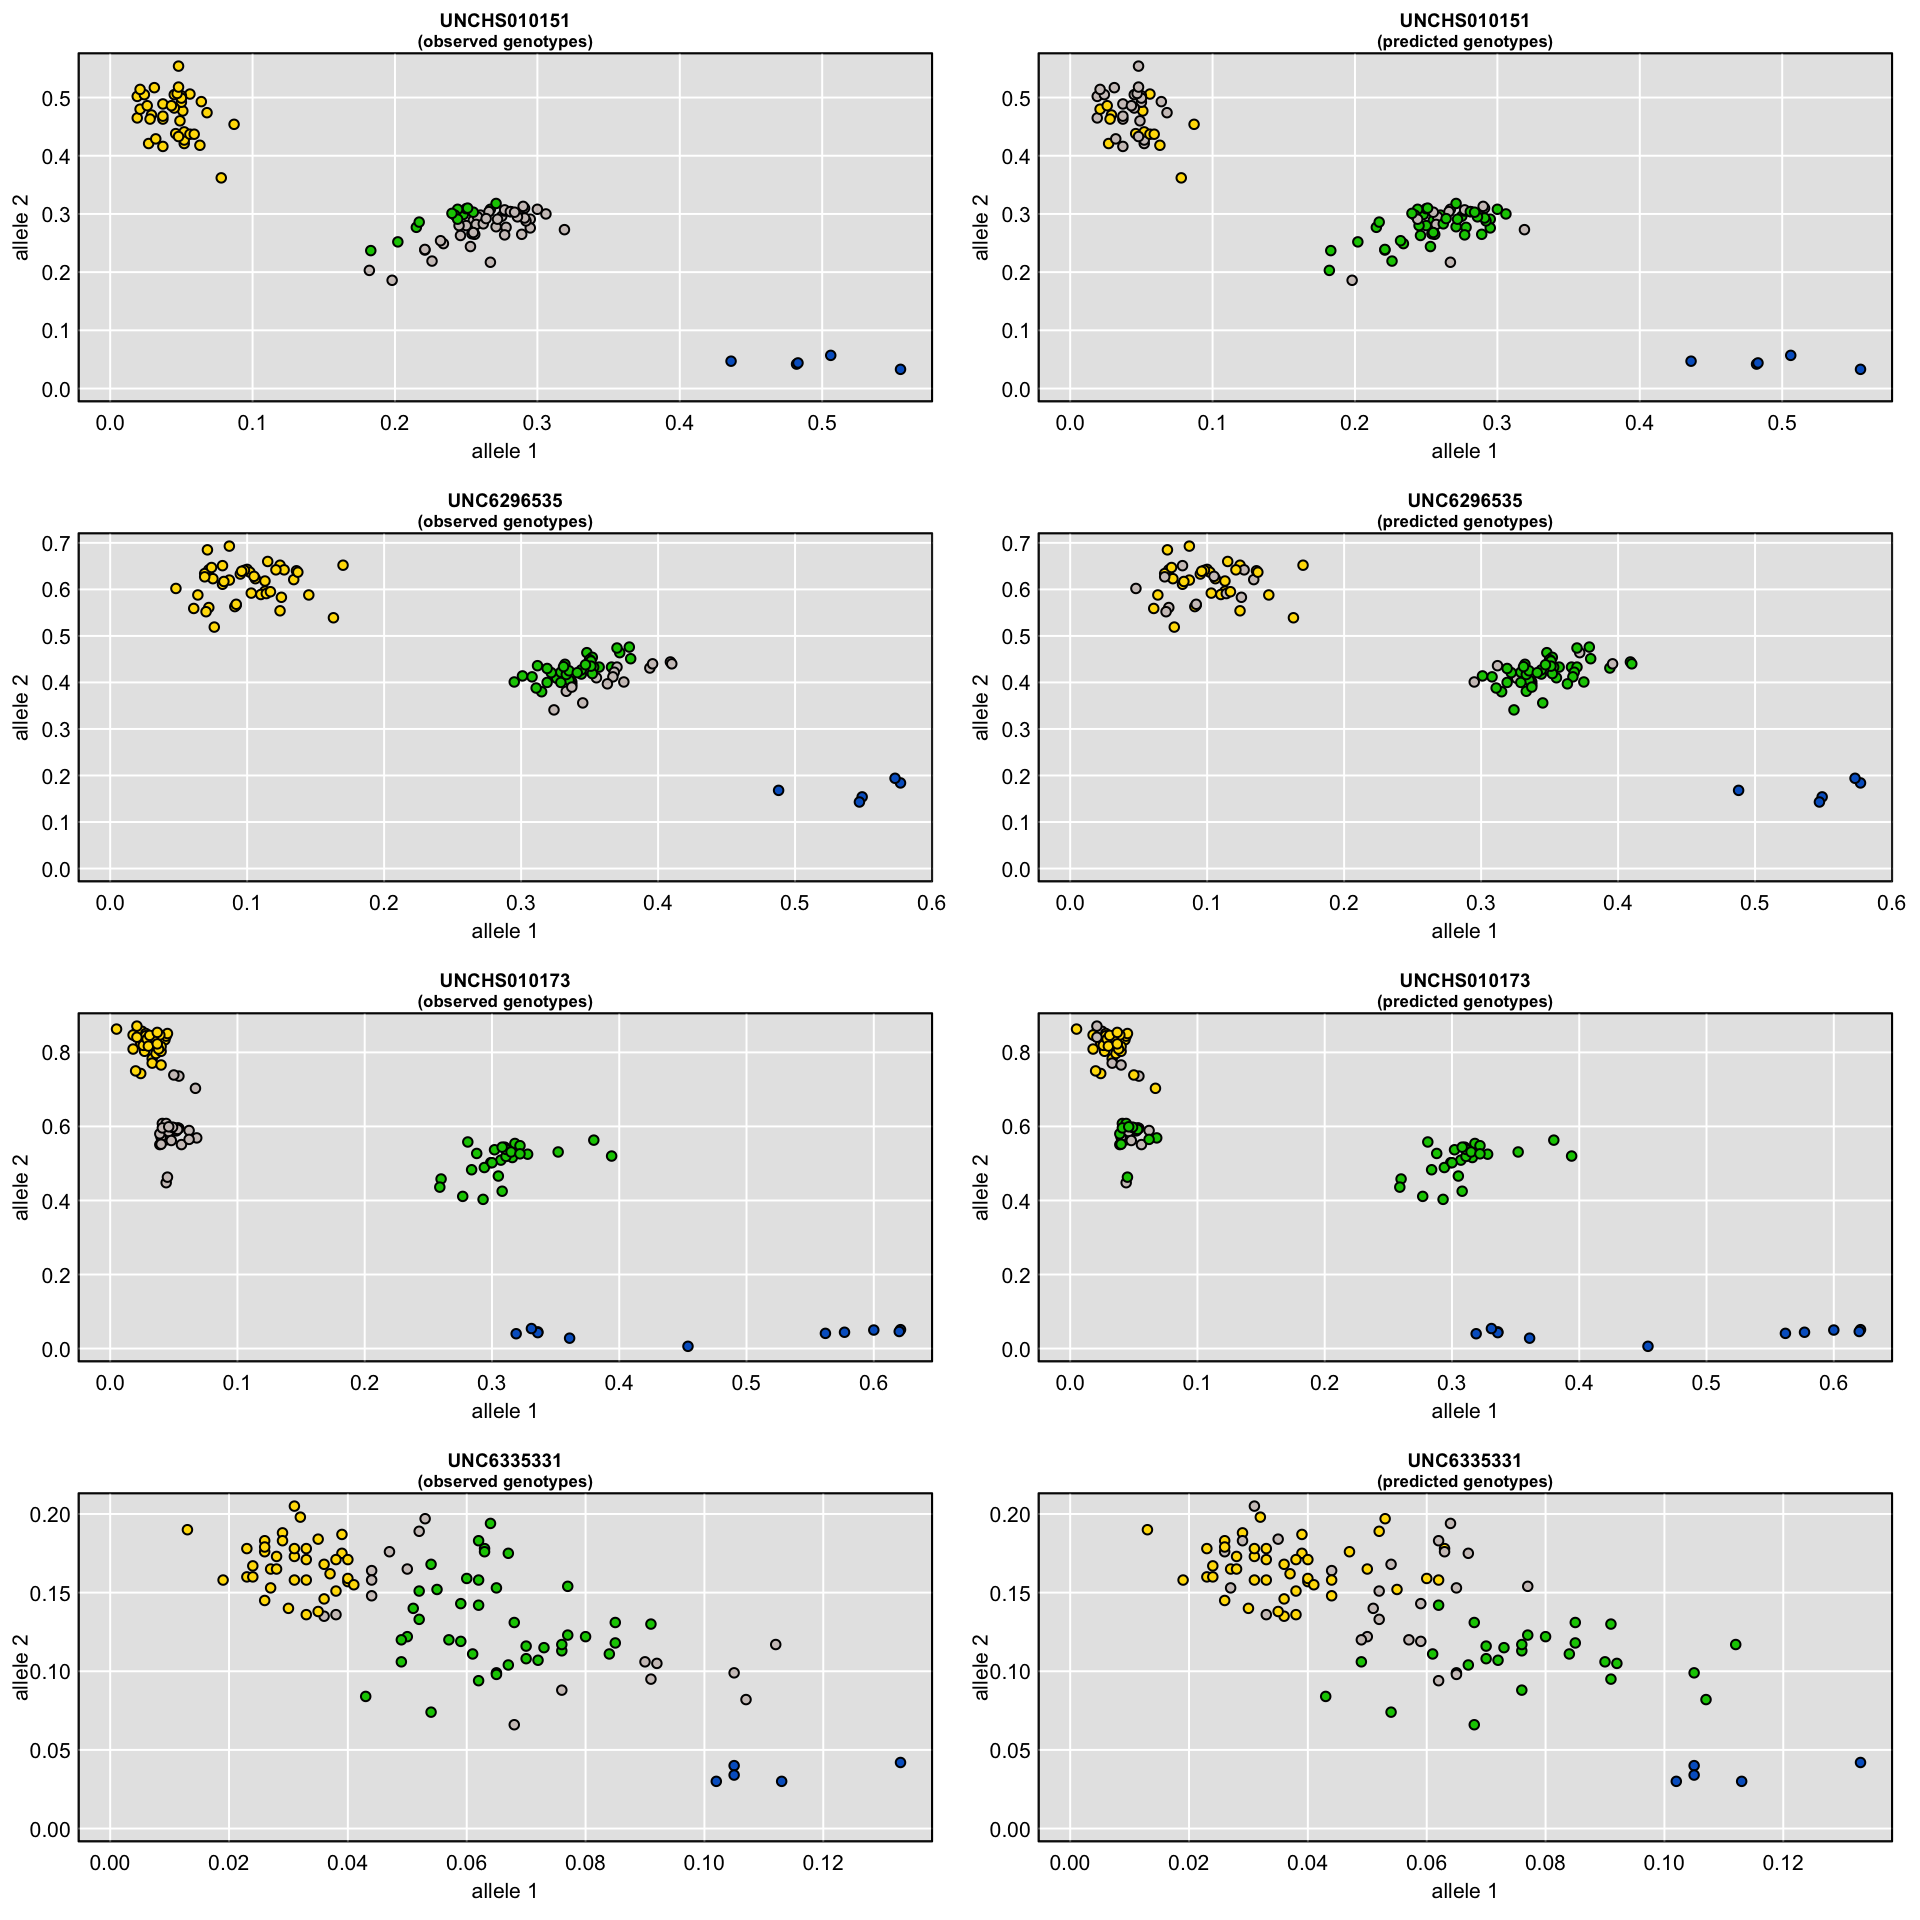 UNCHS010151
(observed genotypes)
allele 2
0.5
0.4
0.3
0.2
0.1
0.0
0.0 0.1 0.2 0.3 0.4 0.5
allele 1
UNCHS010151
(predicted genotypes)
allele 2
0.5
0.4
0.3
0.2
0.1
0.0
0.0 0.1 0.2 0.3 0.4 0.5
allele 1
UNC6296535
(observed genotypes)
allele 2
0.7
0.6
0.5
0.4
0.3
0.2
0.1
0.0
0.0 0.1 0.2 0.3 0.4 0.5 0.6
allele 1
UNC6296535
(predicted genotypes)
allele 2
0.7
0.6
0.5
0.4
0.3
0.2
0.1
0.0
0.0 0.1 0.2 0.3 0.4 0.5 0.6
allele 1
UNCHS010173
(observed genotypes)
allele 2
0.8
0.6
0.4
0.2
0.0
0.0 0.1 0.2 0.3 0.4 0.5 0.6
allele 1
UNCHS010173
(predicted genotypes)
allele 2
0.8
0.6
0.4
0.2
0.0
0.0 0.1 0.2 0.3 0.4 0.5 0.6
allele 1
UNC6335331
(observed genotypes)
allele 2
0.20
0.15
0.10
0.05
0.00
0.00 0.02 0.04 0.06 0.08 0.10 0.12
allele 1
UNC6335331
(predicted genotypes)
allele 2
0.20
0.15
0.10
0.05
0.00
0.00 0.02 0.04 0.06 0.08 0.10 0.12
allele 1